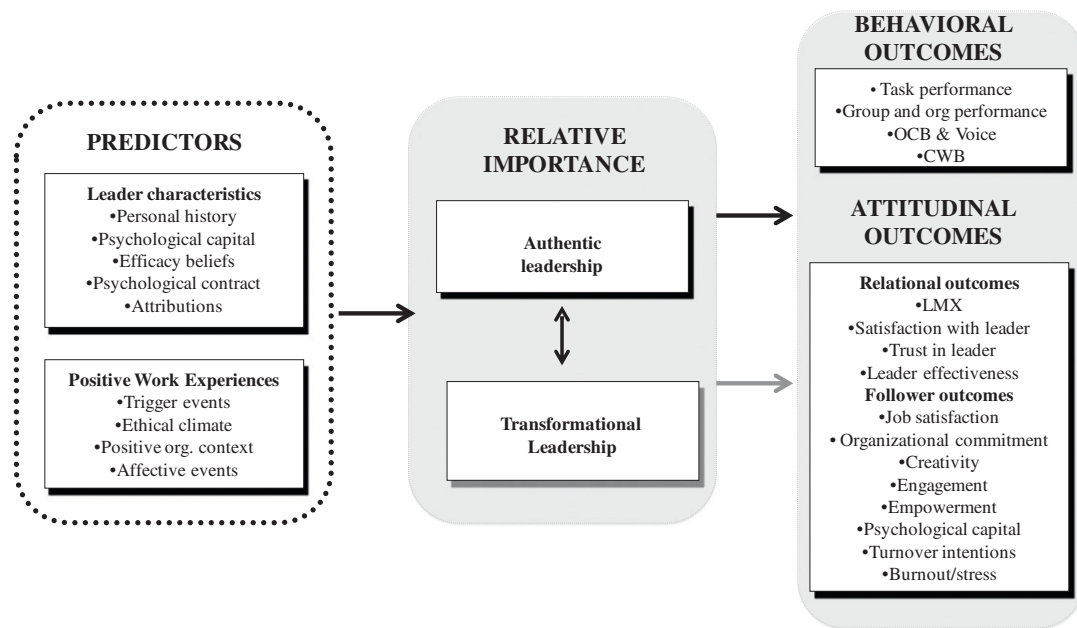 PREDICTORS
Leader characteristics
•Personal history
•Psychological capital
•Efficacy beliefs
•Psychological contract
•Attributions
Positive Work Experiences
•Trigger events
•Ethical climate
•Positive org. context
•Affective events
RELATIVE
IMPORTANCE
Authentic
leadership
Transformational
Leadership
BEHAVIORAL
OUTCOMES
• Task performance
•Group and org performance
•OCB & Voice
•CWB
ATTITUDINAL
OUTCOMES
Relational outcomes
•LMX
•Satisfaction with leader
•Trust in leader
•Leader effectiveness
Follower outcomes
•Job satisfaction
• Organizational commitment
•Creativity
•Engagement
•Empowerment
•Psychological capital
•Turnover intentions
•Burnout/stress